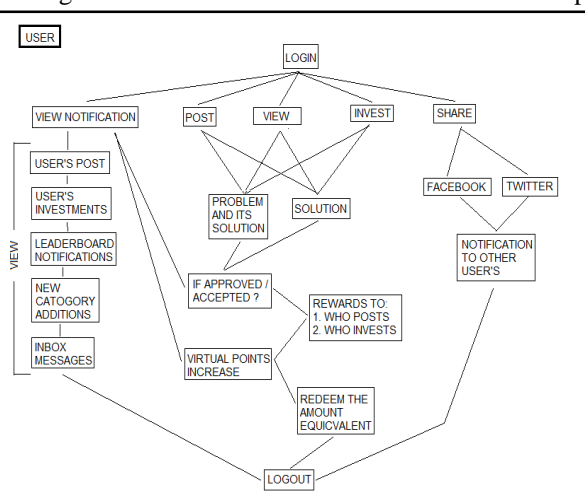 USER
LOGIN
VIEW NOTIFICATION
POST
VIEW
INVEST
SHARE
VIEW
USER'S POST
USER'S
INVESTMENTS
LEADERBOARD
NOTIFICATIONS
NEW
CATOGORY
ADDITIONS
INBOX
MESSAGES
PROBLEM
AND ITS
SOLUTION
SOLUTION
FACEBOOK
TWITTER
NOTIFICATION
TO OTHER
USER'S
IF APPROVED /
ACCEPTED ?
REWARDS TO:
1. WHO POSTS
2. WHO INVESTS
VIRTUAL POINTS
INCREASE
REDEEM THE
AMOUNT
EQUICVALENT
LOGOUT